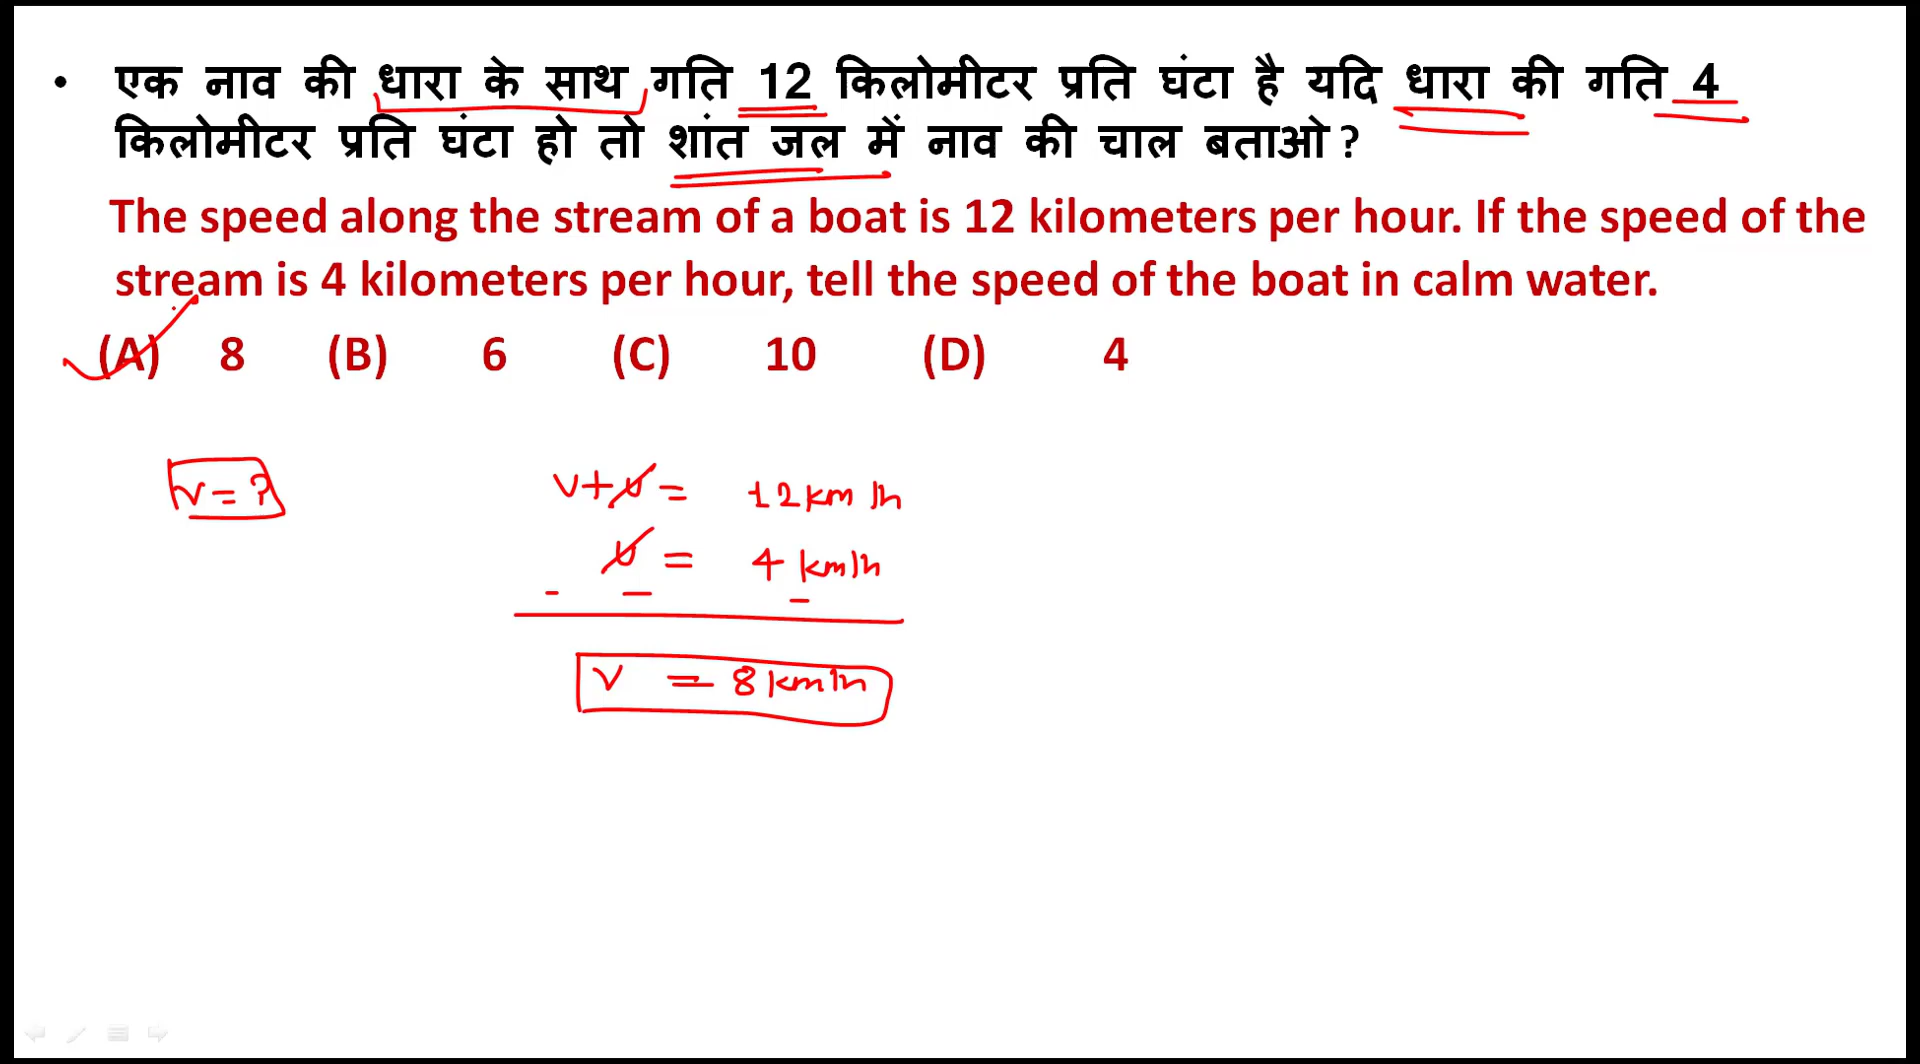 • एक नाव की धारा के साथ गति 12 किलोमीटर प्रति घंटा है यदि धारा की गति 4
किलोमीटर प्रति घंटा हो तो शांत जल में नाव की चाल बताओ ?
The speed along the stream of a boat is 12 kilometers per hour. If the speed of the
stream is 4 kilometers per hour, tell the speed of the boat in calm water.
(A) 8 (B) 6 (C) 10 (D) 4
v = ?
v + u = 12 km/h
u = 4 km/h
- - -
v = 8 km/h